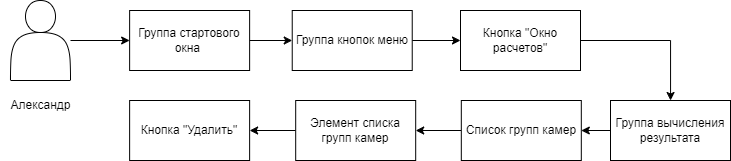 Группа стартового
окна
Группа кнопок меню
Кнопка "Окно
расчетов"
Александр
Кнопка "Удалить"
Элемент списка
групп камер
Список групп камер
Группа вычисления
результата